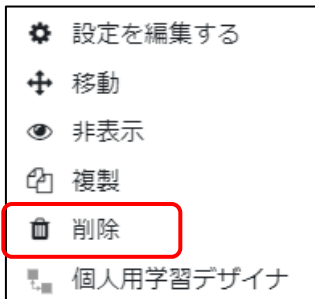 設定を編集する
移動
非表示
複製
削除
個人用学習デザイナ